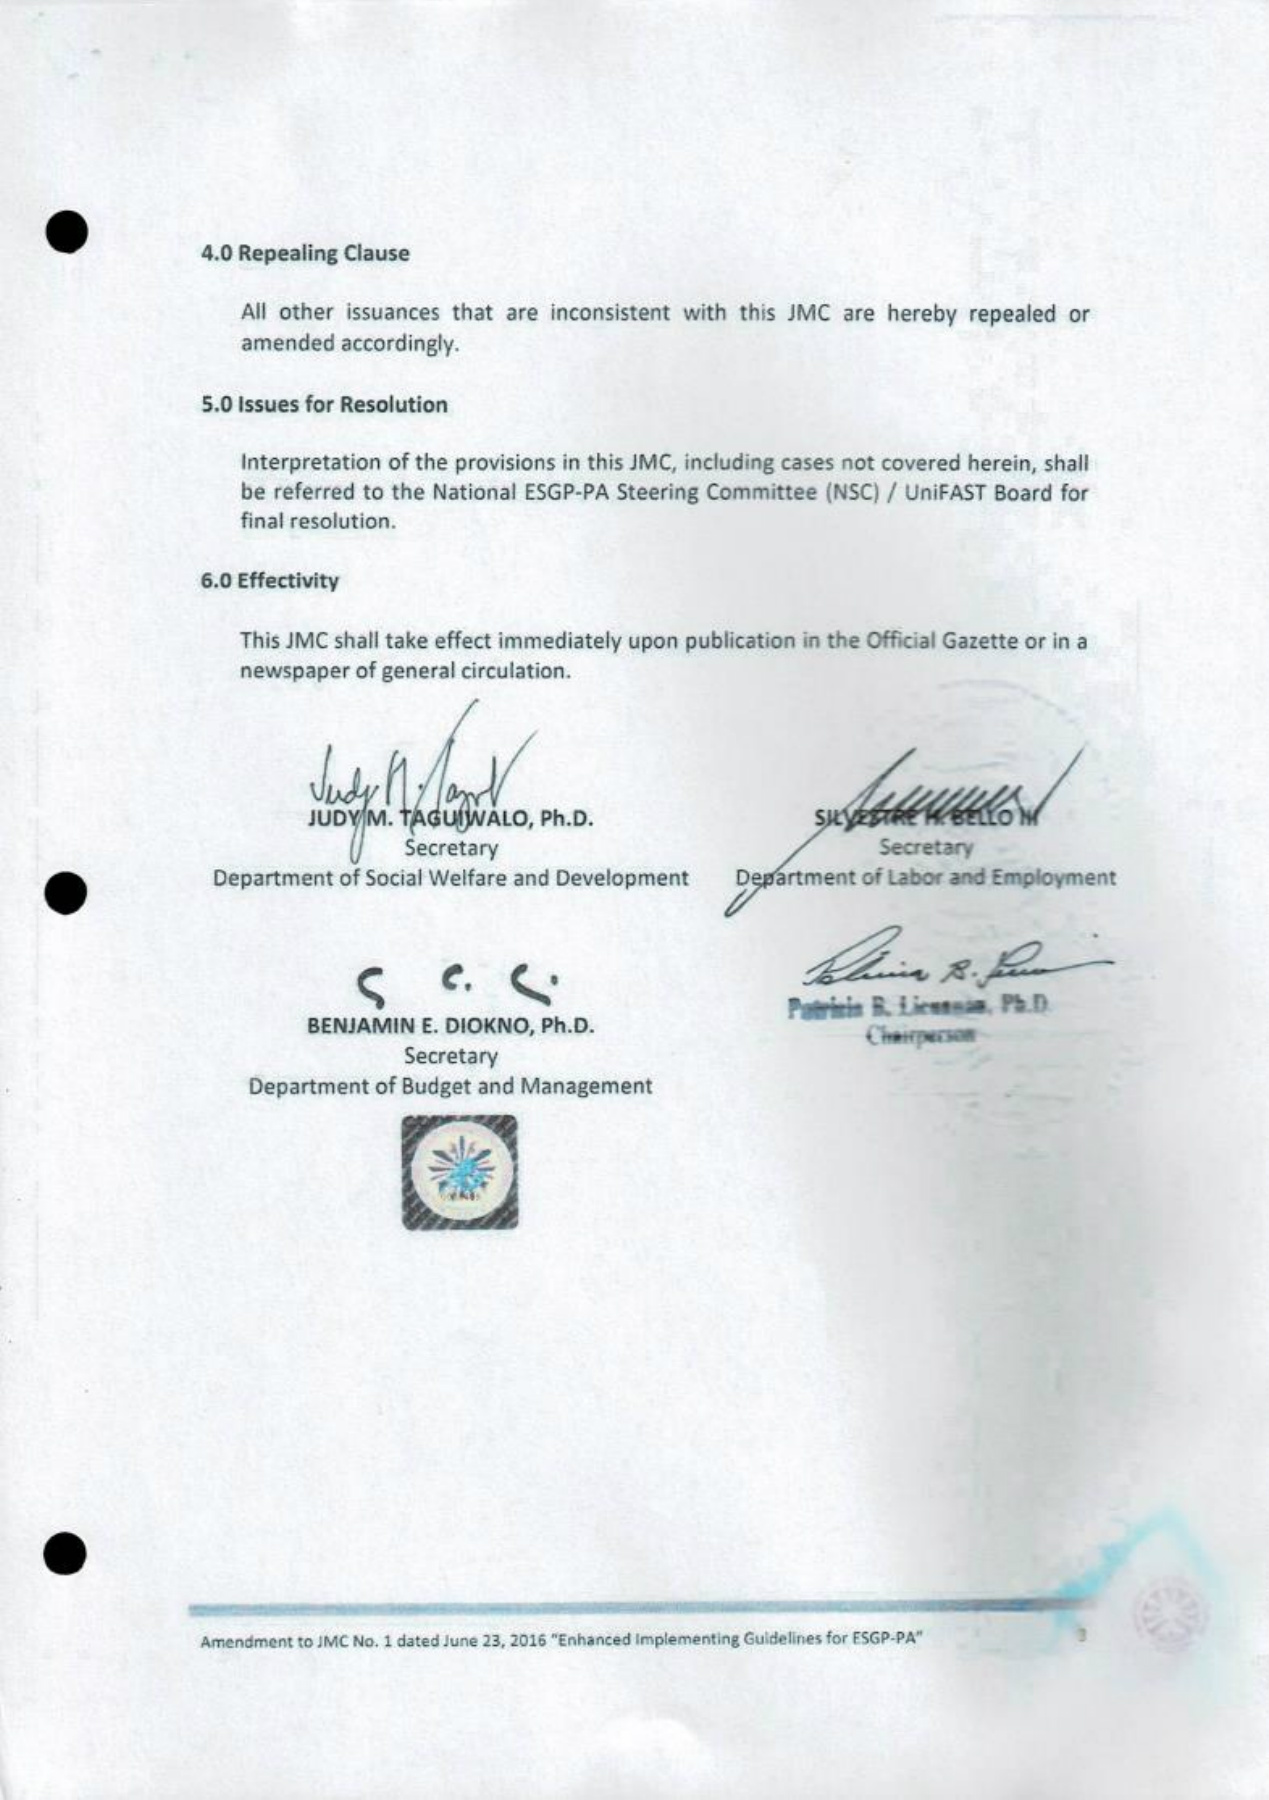 4.0 Repealing Clause
All other issuances that are inconsistent with this JMC are hereby repealed or
amended accordingly.
5.0 Issues for Resolution
Interpretation of the provisions in this JMC, including cases not covered herein, shall
be referred to the National ESGP-PA Steering Committee (NSC) / UniFAST Board for
final resolution.
6.0 Effectivity
This JMC shall take effect immediately upon publication in the Official Gazette or in a
newspaper of general circulation.
JUDY M. TAGUIWALO, Ph.D.
Secretary
Department of Social Welfare and Development
SILVESTRE H. BELLO III
Secretary
Department of Labor and Employment
BENJAMIN E. DIOKNO, Ph.D.
Secretary
Department of Budget and Management
Patricia B. Licuanan, Ph.D.
Chairperson
Amendment to JMC No. 1 dated June 23, 2016 "Enhanced Implementing Guidelines for ESGP-PA"
3